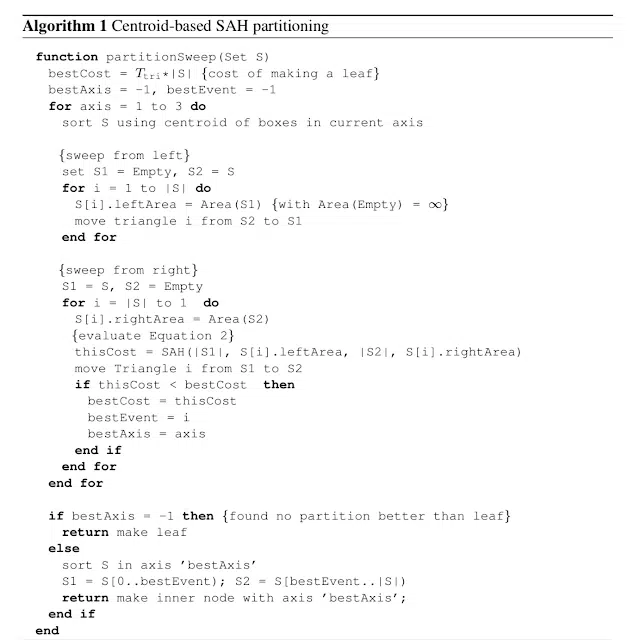 Algorithm 1 Centroid-based SAH partitioning
function partitionSweep(Set S)
bestCost = Ttri*|S| {cost of making a leaf}
bestAxis = -1, bestEvent = -1
for axis = 1 to 3 do
sort S using centroid of boxes in current axis
{sweep from left}
set S1 = Empty, S2 = S
for i = 1 to |S| do
S[i].leftArea = Area(S1) {with Area(Empty) = ∞}
move triangle i from S2 to S1
end for
{sweep from right}
S1 = S, S2 = Empty
for i = |S| to 1 do
S[i].rightArea = Area(S2)
{evaluate Equation 2}
thisCost = SAH(|S1|, S[i].leftArea, |S2|, S[i].rightArea)
move Triangle i from S1 to S2
if thisCost < bestCost then
bestCost = thisCost
bestEvent = i
bestAxis = axis
end if
end for
end for
if bestAxis = -1 then {found no partition better than leaf}
return make leaf
else
sort S in axis 'bestAxis'
S1 = S[0..bestEvent); S2 = S[bestEvent..|S|)
return make inner node with axis 'bestAxis';
end if
end